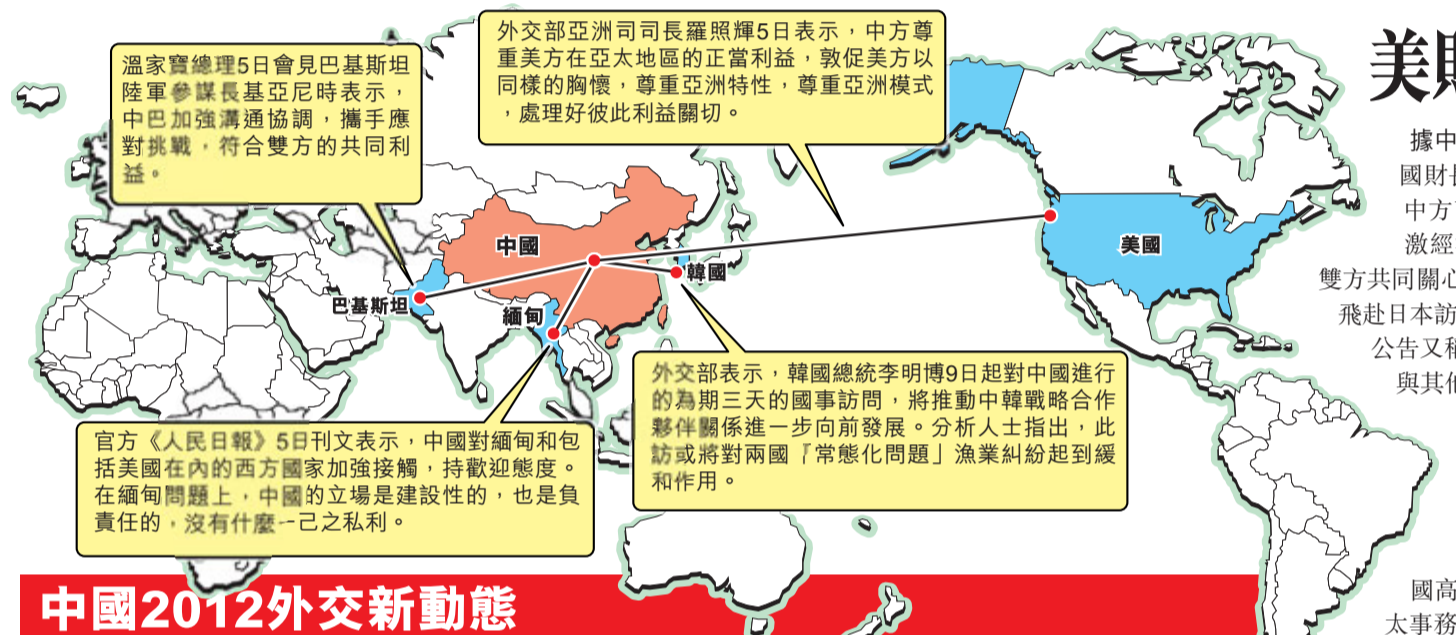 溫家寶總理5日會見巴基斯坦
陸軍參謀長基亞尼時表示，
中巴加強溝通協調，攜手應
對挑戰，符合雙方的共同利
益。
外交部亞洲司司長羅照輝5日表示，中方尊
重美方在亞太地區的正當利益，敦促美方以
同樣的胸懷，尊重亞洲特性，尊重亞洲模式
，處理好彼此利益關切。
中國
美國
韓國
巴基斯坦
緬甸
外交部表示，韓國總統李明博9日起對中國進行
的為期三天的國事訪問，將推動中韓戰略合作
夥伴關係進一步向前發展。分析人士指出，此
訪或將對兩國「常態化問題」漁業糾紛起到緩
和作用。
官方《人民日報》5日刊文表示，中國對緬甸和包
括美國在內的西方國家加強接觸，持歡迎態度。
在緬甸問題上，中國的立場是建設性的，也是負
責任的，沒有什麼一己之私利。
中國2012外交新動態
美財
據中
國財長
中方
激經
雙方共同關心
飛赴日本訪
公告又稱
與其他
國高
太事務